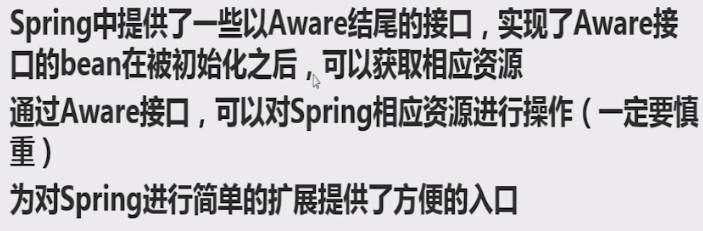 Spring中提供了一些以Aware结尾的接口，实现了Aware接
口的bean在被初始化之后，可以获取相应资源
通过Aware接口，可以对Spring相应资源进行操作（一定要慎
重）
为对Spring进行简单的扩展提供了方便的入口